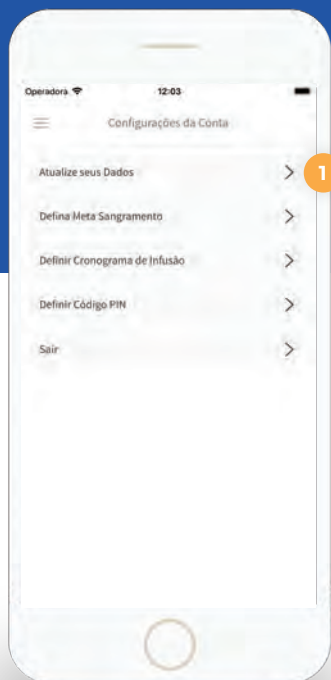 Operadora 12:03
Configurações da Conta
Atualize seus Dados
1
Defina Meta Sangramento
Definir Cronograma de Infusão
Definir Código PIN
Sair